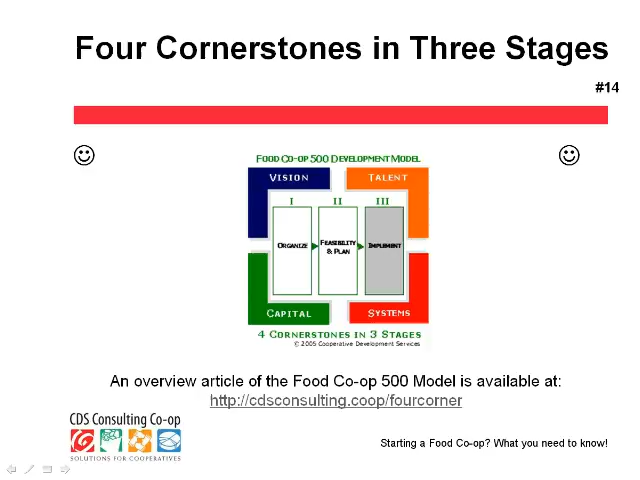 Four Cornerstones in Three Stages
#14
FOOD CO-OP 500 DEVELOPMENT MODEL
VISION
TALENT
I
II
III
ORGANIZE
FEASIBILITY
& PLAN
IMPLEMENT
CAPITAL
SYSTEMS
4 CORNERSTONES IN 3 STAGES
© 2005 Cooperative Development Services
An overview article of the Food Co-op 500 Model is available at:
http://cdsconsulting.coop/fourcorner
CDS Consulting Co-op
SOLUTIONS FOR COOPERATIVES
Starting a Food Co-op? What you need to know!